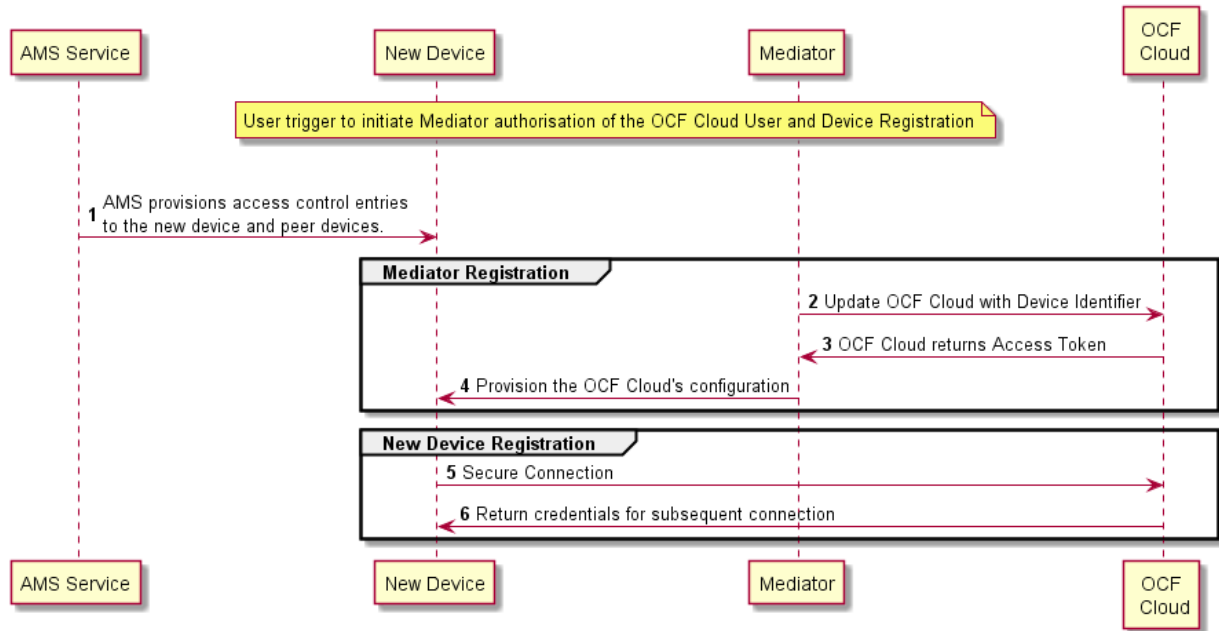 AMS Service
New Device
Mediator
OCF
Cloud
User trigger to initiate Mediator authorisation of the OCF Cloud User and Device Registration
1 AMS provisions access control entries
to the new device and peer devices.
Mediator Registration
2 Update OCF Cloud with Device Identifier
3 OCF Cloud returns Access Token
4 Provision the OCF Cloud's configuration
New Device Registration
5 Secure Connection
6 Return credentials for subsequent connection
AMS Service
New Device
Mediator
OCF
Cloud